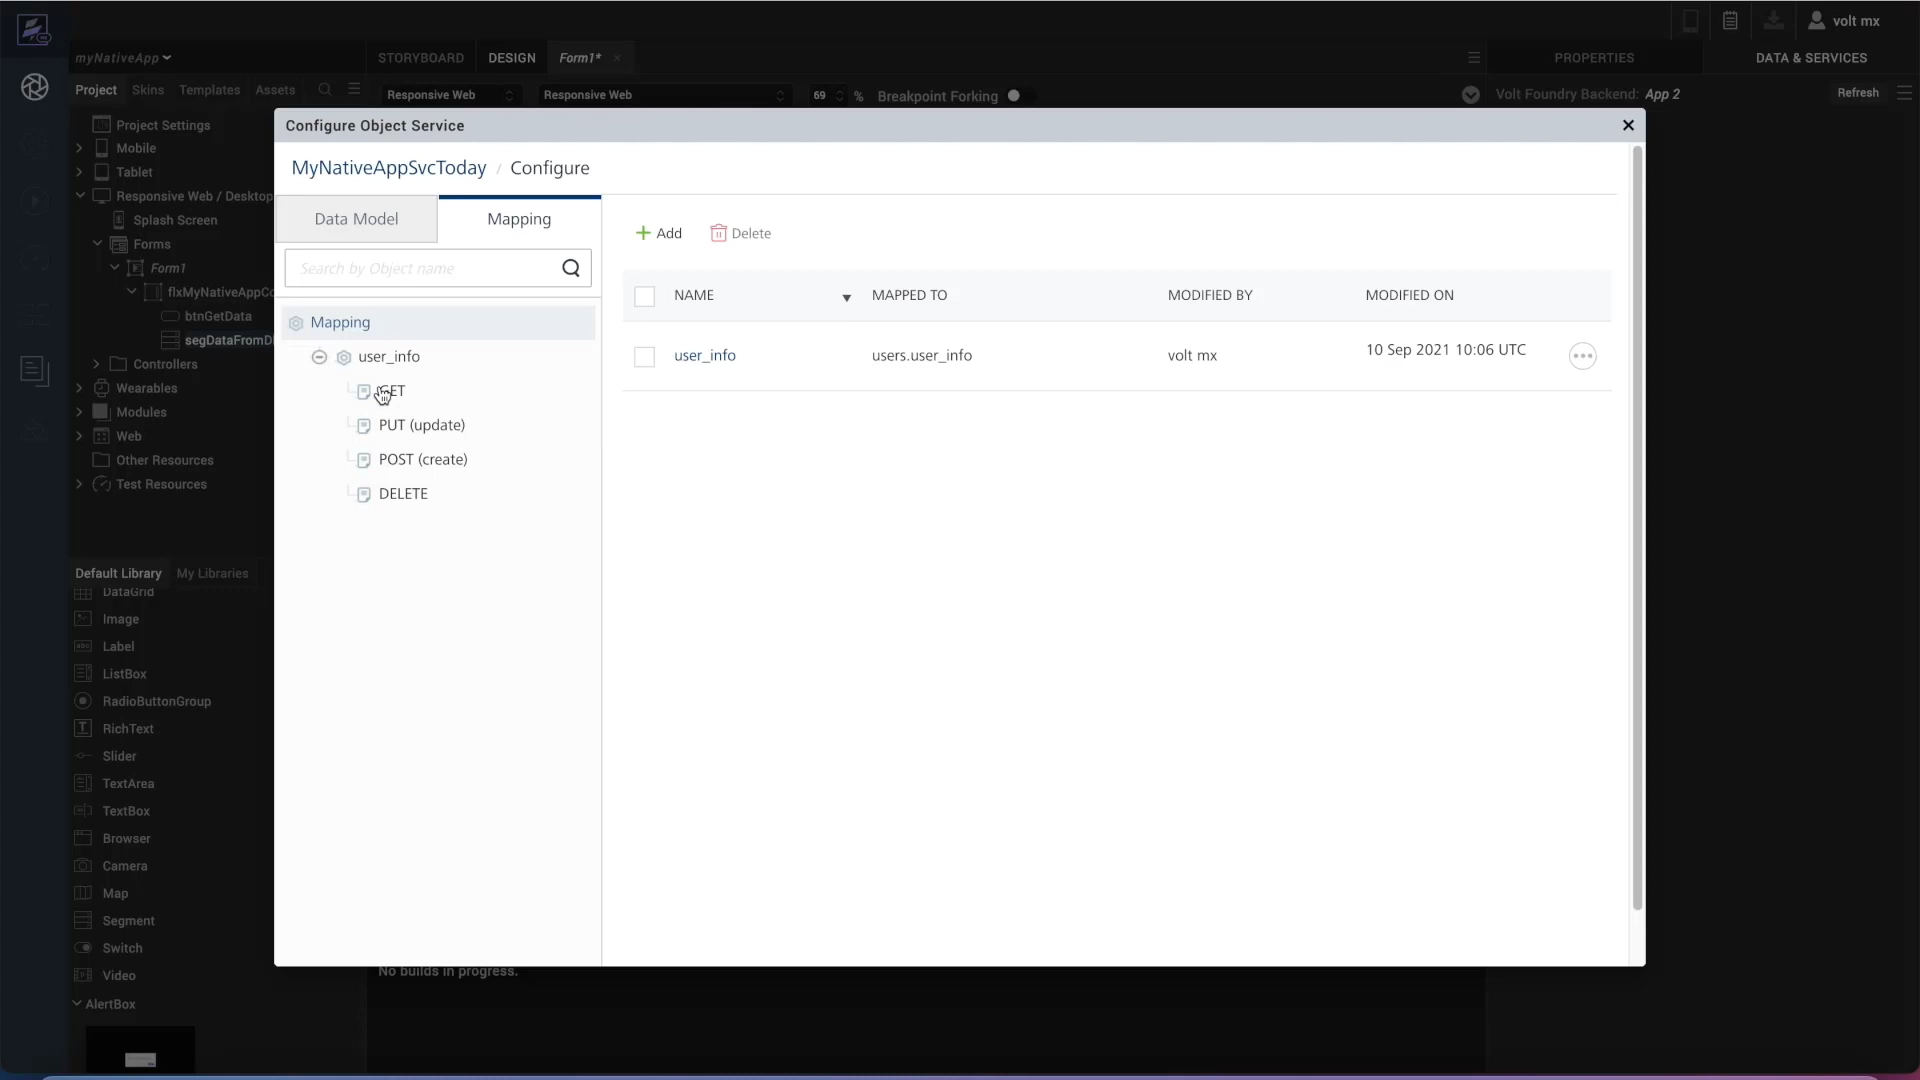 volt mx
myNativeApp
STORYBOARD
DESIGN
Form1*
PROPERTIES
DATA & SERVICES
Project
Skins
Templates
Assets
Responsive Web
Responsive Web
69
%
Breakpoint Forking
Volt Foundry Backend: App 2
Refresh
Project Settings
Mobile
Tablet
Responsive Web / Desktop
Splash Screen
Forms
Form1
flxMyNativeAppCo
btnGetData
segDataFromD
Controllers
Wearables
Modules
Web
Other Resources
Test Resources
Default Library
My Libraries
DataGrid
Image
Label
ListBox
RadioButtonGroup
RichText
Slider
TextArea
TextBox
Browser
Camera
Map
Segment
Switch
Video
AlertBox
Configure Object Service
MyNativeAppSvcToday / Configure
Data Model
Mapping
Search by Object name
Mapping
user_info
GET
PUT (update)
POST (create)
DELETE
Add
Delete
NAME
MAPPED TO
MODIFIED BY
MODIFIED ON
user_info
users.user_info
volt mx
10 Sep 2021 10:06 UTC
No builds in progress.